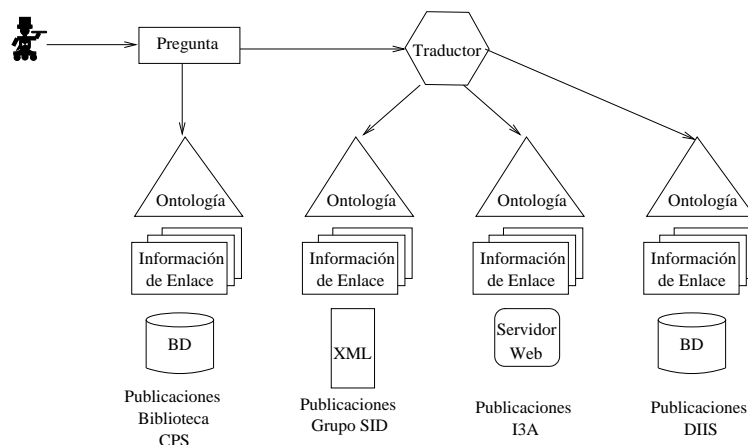 Pregunta
Traductor
Ontología
Ontología
Ontología
Ontología
Información
de Enlace
Información
de Enlace
Información
de Enlace
Información
de Enlace
BD
XML
Servidor
Web
BD
Publicaciones
Biblioteca
CPS
Publicaciones
Grupo SID
Publicaciones
I3A
Publicaciones
DIIS